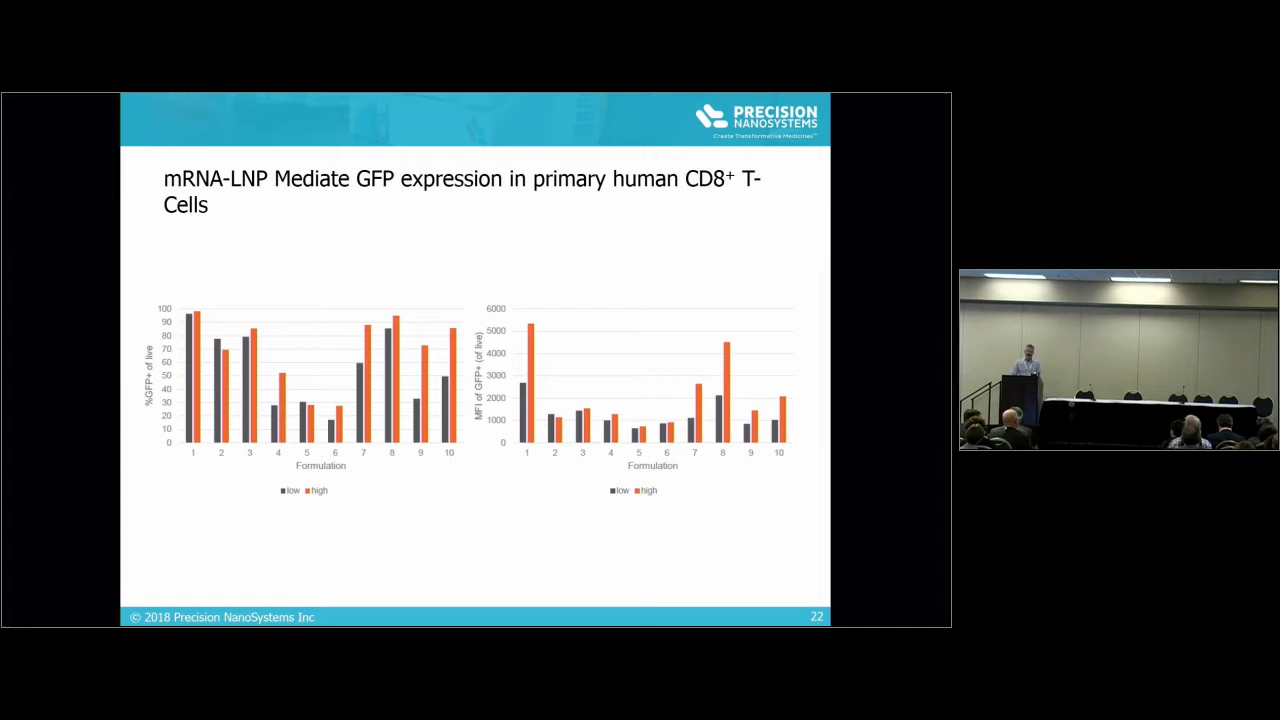 PRECISION
NANOSYSTEMS
Create Transformative Medicines™
mRNA-LNP Mediate GFP expression in primary human CD8⁺ T-
Cells
%GFP+ of live
100
90
80
70
60
50
40
30
20
10
0
1 2 3 4 5 6 7 8 9 10
Formulation
low high
MFI of GFP+ (of live)
6000
5000
4000
3000
2000
1000
0
1 2 3 4 5 6 7 8 9 10
Formulation
low high
© 2018 Precision NanoSystems Inc
22